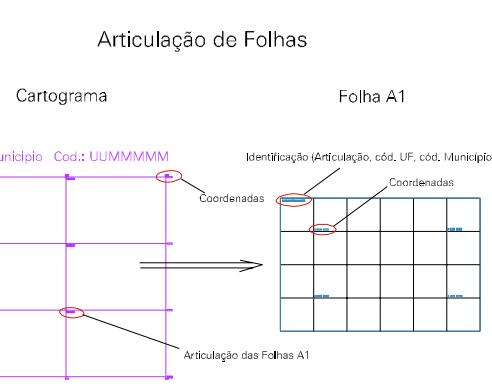 Articulação de Folhas
Cartograma
Folha A1
unicipio Cod.: UUMMMMM
Identificação (Articulação, cód. UF, cód. Município
Coordenadas
Coordenadas
Articulação das Folhas A1